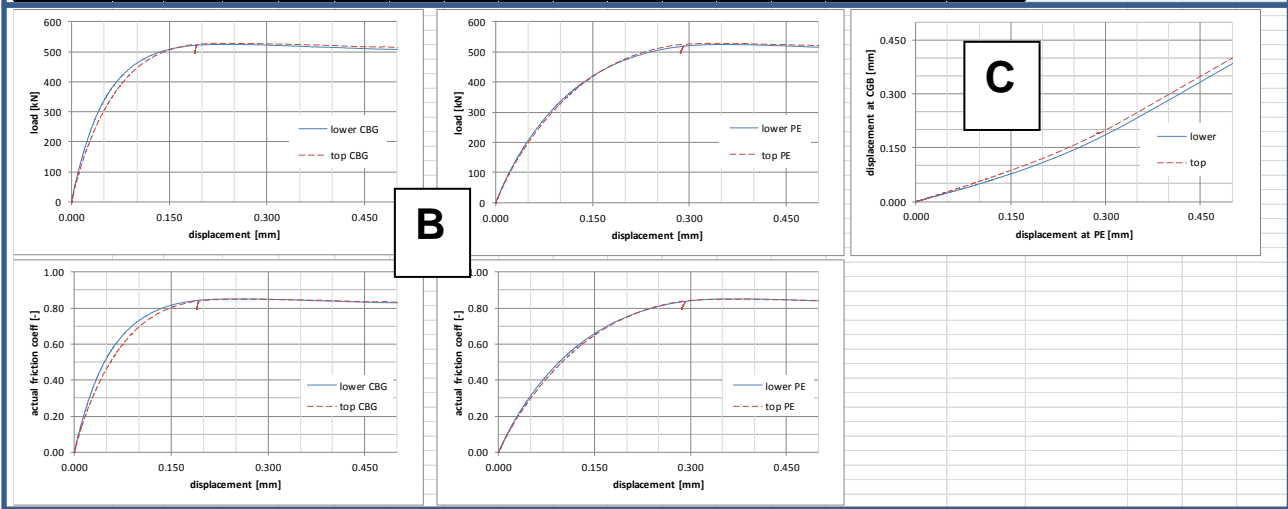 600
500
400
300
200
100
0
load [kN]
lower CBG
top CBG
0.000 0.150 0.300 0.450
displacement [mm]
600
500
400
300
200
100
0
load [kN]
lower PE
top PE
0.000 0.150 0.300 0.450
displacement [mm]
0.450
0.300
0.150
0.000
displacement at CGB [mm]
C
lower
top
0.000 0.150 0.300 0.450
displacement at PE [mm]
B
1.00
0.80
0.60
0.40
0.20
0.00
actual friction coeff [-]
lower CBG
top CBG
0.000 0.150 0.300 0.450
displacement [mm]
1.00
0.80
0.60
0.40
0.20
0.00
actual friction coeff [-]
lower PE
top PE
0.000 0.150 0.300 0.450
displacement [mm]